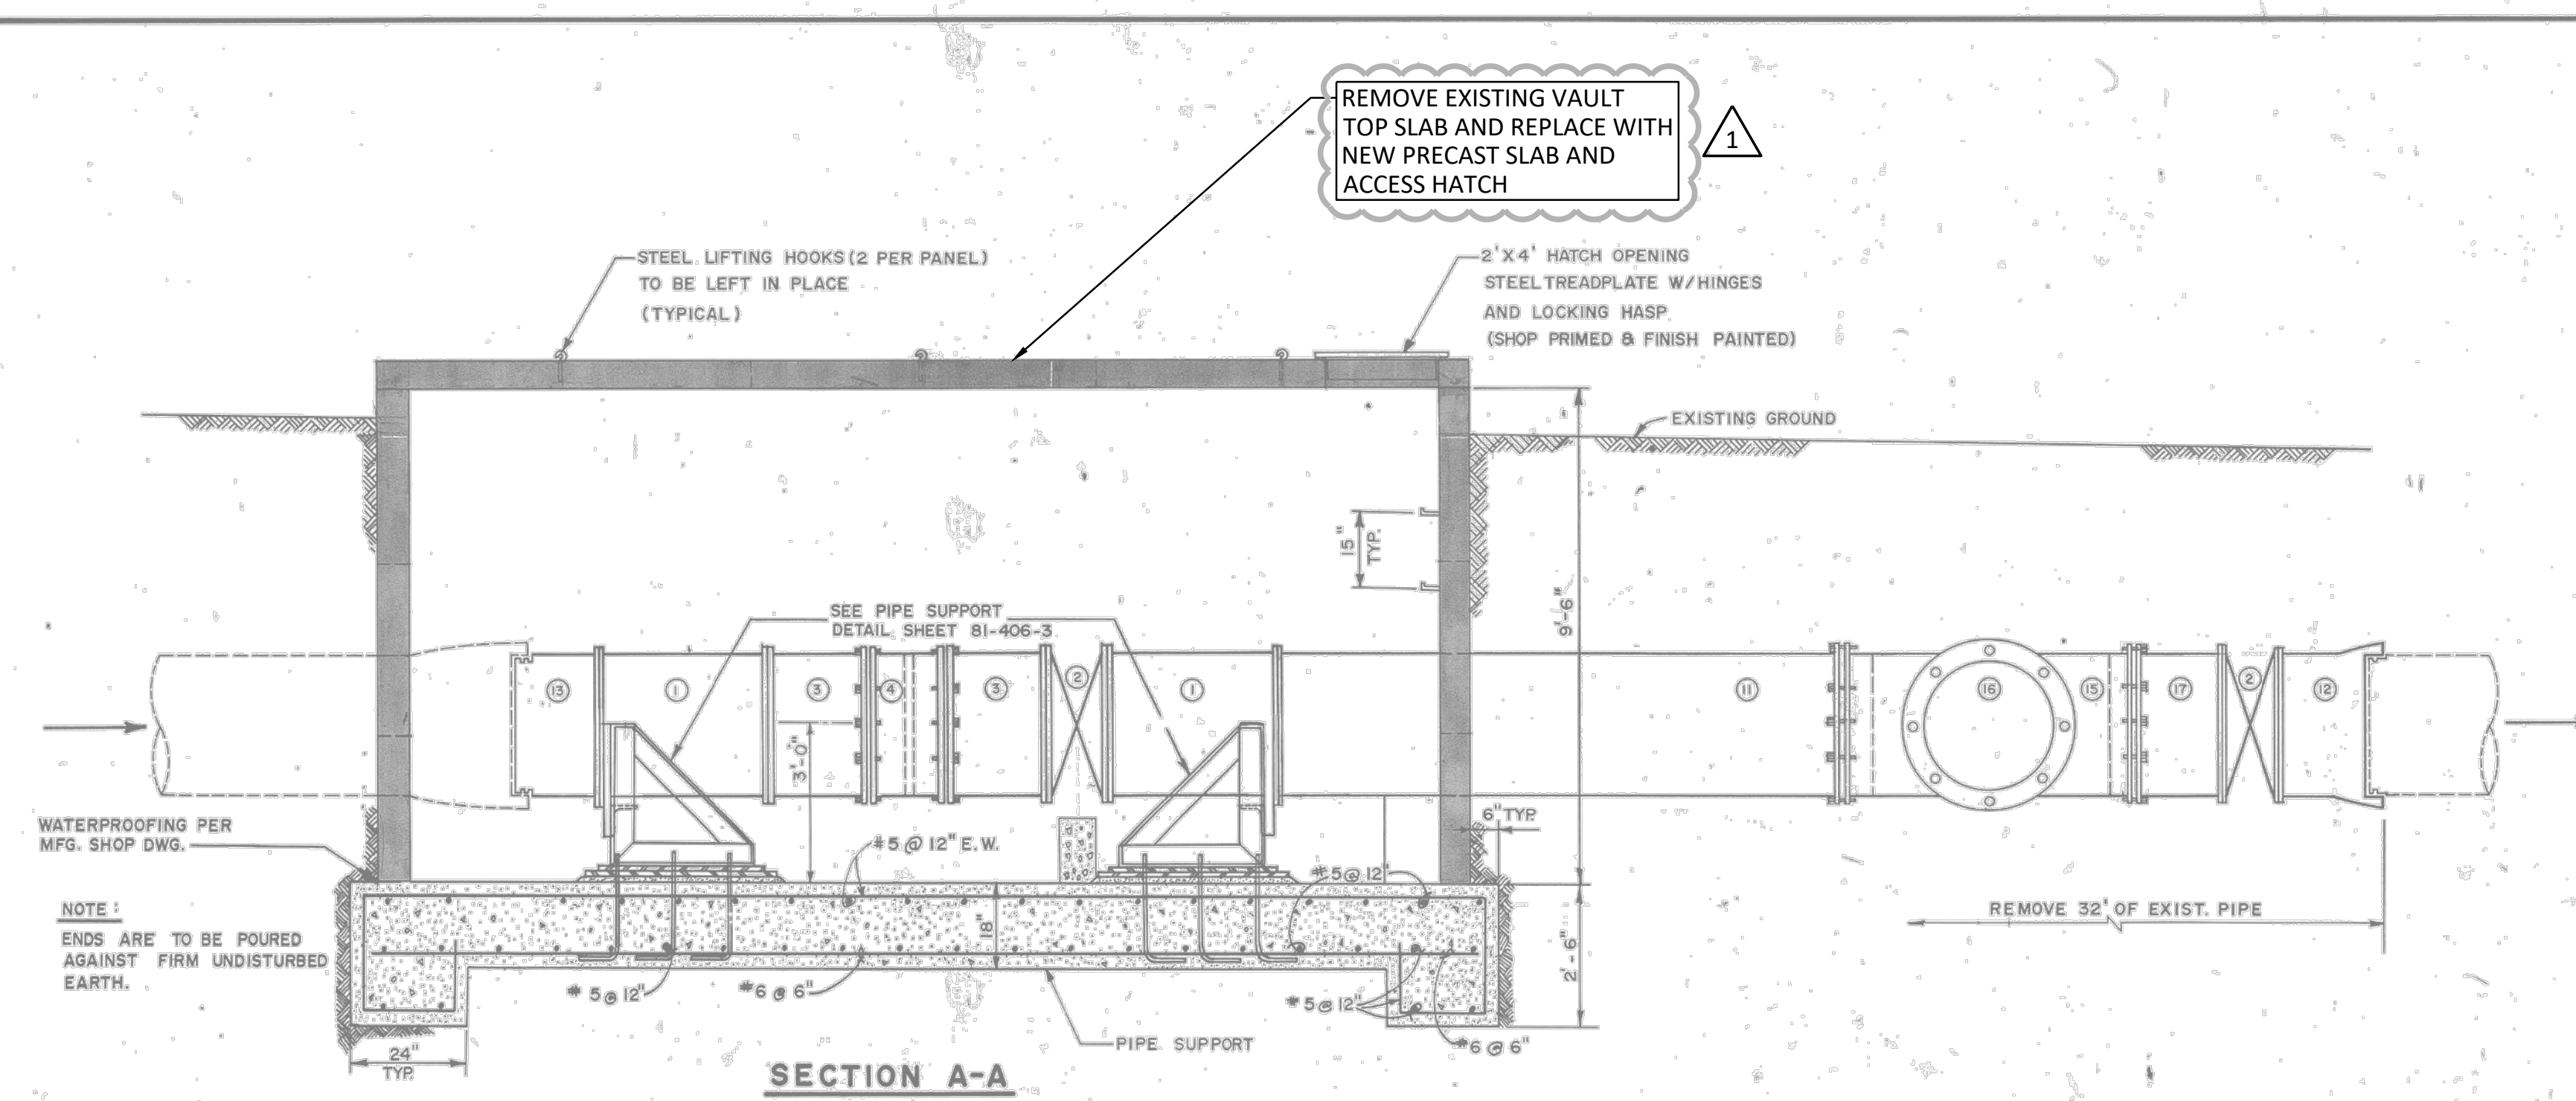 REMOVE EXISTING VAULT
TOP SLAB AND REPLACE WITH
NEW PRECAST SLAB AND
ACCESS HATCH
1
STEEL LIFTING HOOKS (2 PER PANEL)
TO BE LEFT IN PLACE
(TYPICAL)
2'X4' HATCH OPENING
STEEL TREADPLATE W/HINGES
AND LOCKING HASP
(SHOP PRIMED & FINISH PAINTED)
EXISTING GROUND
15"
TYP.
9'-6"
SEE PIPE SUPPORT
DETAIL SHEET 81-406-3
13
1
3
4
3
2
1
11
16
15
17
2
12
3'-0"
6" TYP.
WATERPROOFING PER
MFG. SHOP DWG.
#5 @ 12" E.W.
#5 @ 12"
18"
2'-6"
REMOVE 32' OF EXIST. PIPE
NOTE:
ENDS ARE TO BE POURED
AGAINST FIRM UNDISTURBED
EARTH.
#5 @ 12"
#6 @ 6"
#5 @ 12"
#6 @ 6"
PIPE SUPPORT
24"
TYP.
SECTION A-A